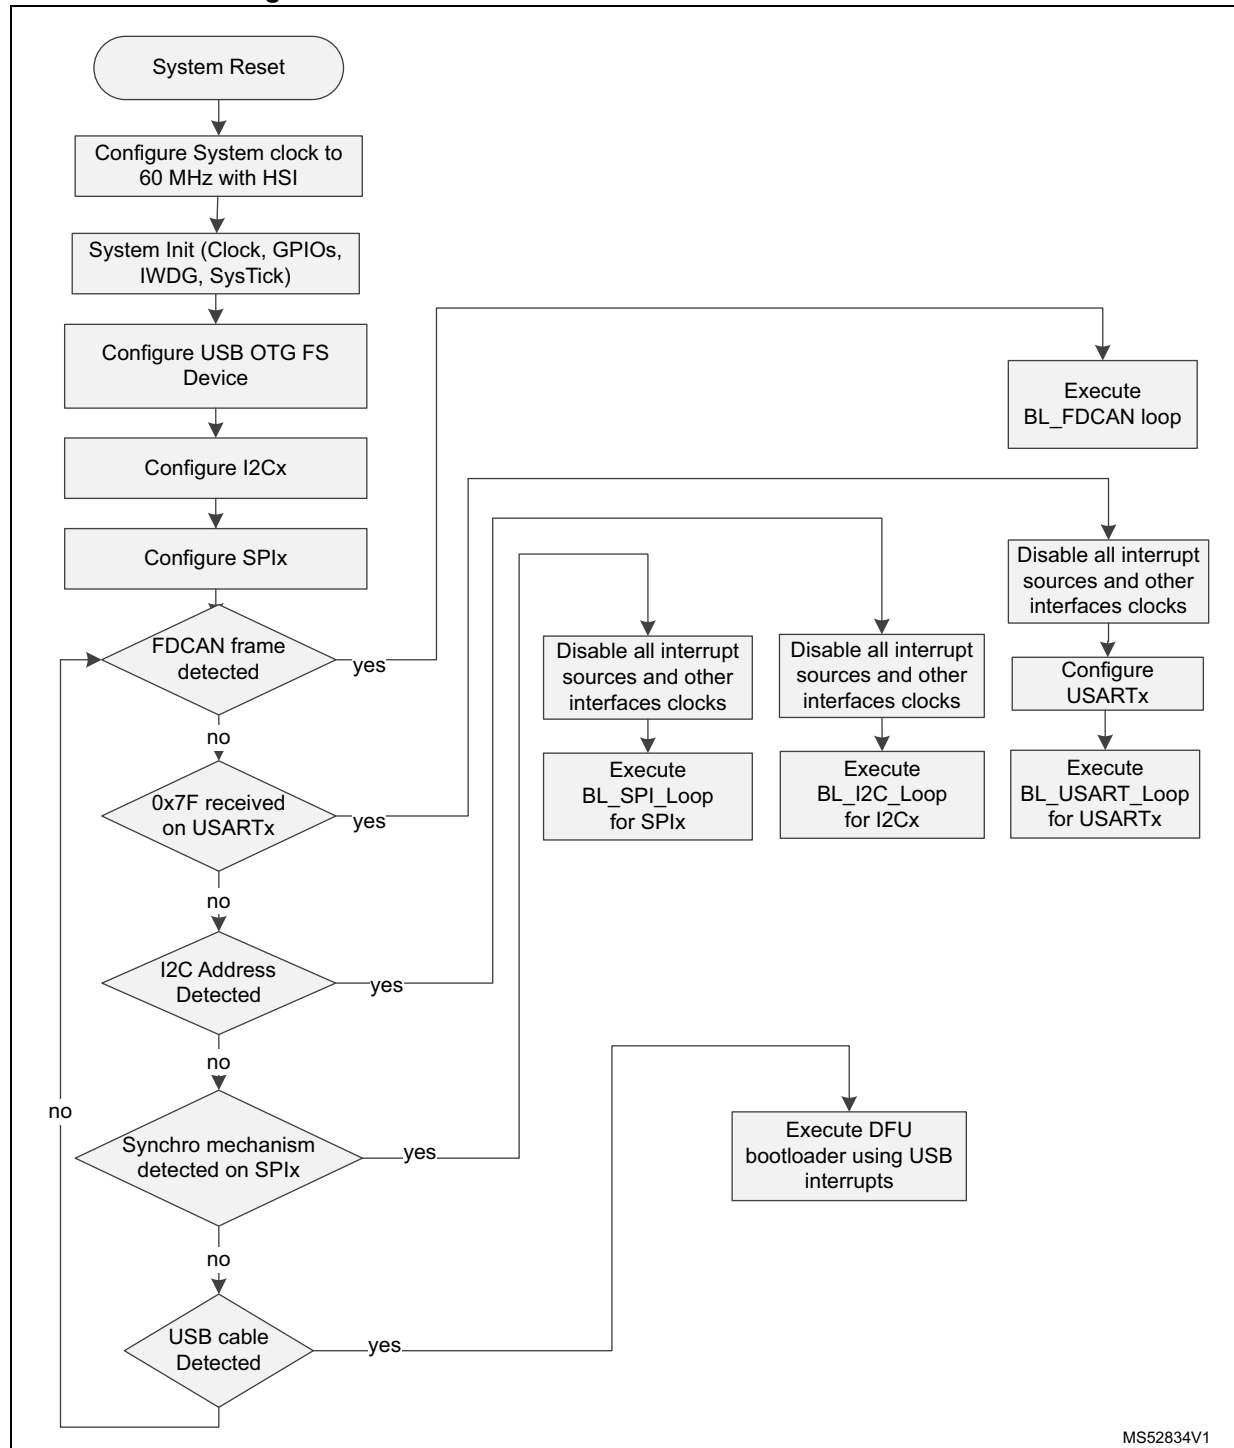 System Reset
Configure System clock to
60 MHz with HSI
System Init (Clock, GPIOs,
IWDG, SysTick)
Configure USB OTG FS
Device
Configure I2Cx
Configure SPIx
FDCAN frame
detected
yes
no
Execute
BL_FDCAN loop
0x7F received
on USARTx
yes
no
Disable all interrupt
sources and other
interfaces clocks
Configure
USARTx
Execute
BL_USART_Loop
for USARTx
I2C Address
Detected
yes
no
Disable all interrupt
sources and other
interfaces clocks
Execute
BL_I2C_Loop
for I2Cx
Synchro mechanism
detected on SPIx
yes
no
Disable all interrupt
sources and other
interfaces clocks
Execute
BL_SPI_Loop
for SPIx
USB cable
Detected
yes
no
Execute DFU
bootloader using USB
interrupts
MS52834V1